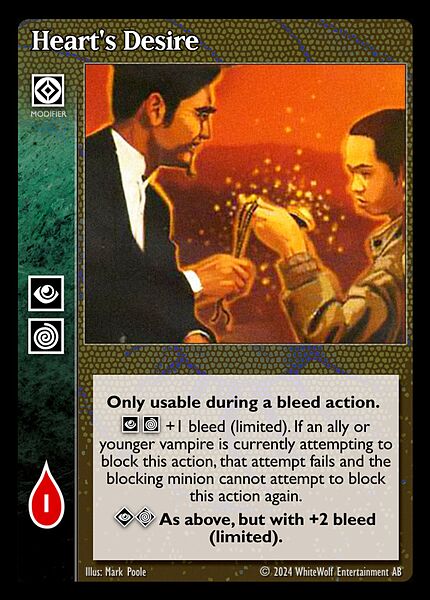 Heart's Desire
MODIFIER
Only usable during a bleed action.
+1 bleed (limited). If an ally or
younger vampire is currently attempting to
block this action, that attempt fails and the
blocking minion cannot attempt to block
this action again.
As above, but with +2 bleed
(limited).
1
Illus: Mark Poole
© 2024 WhiteWolf Entertainment AB